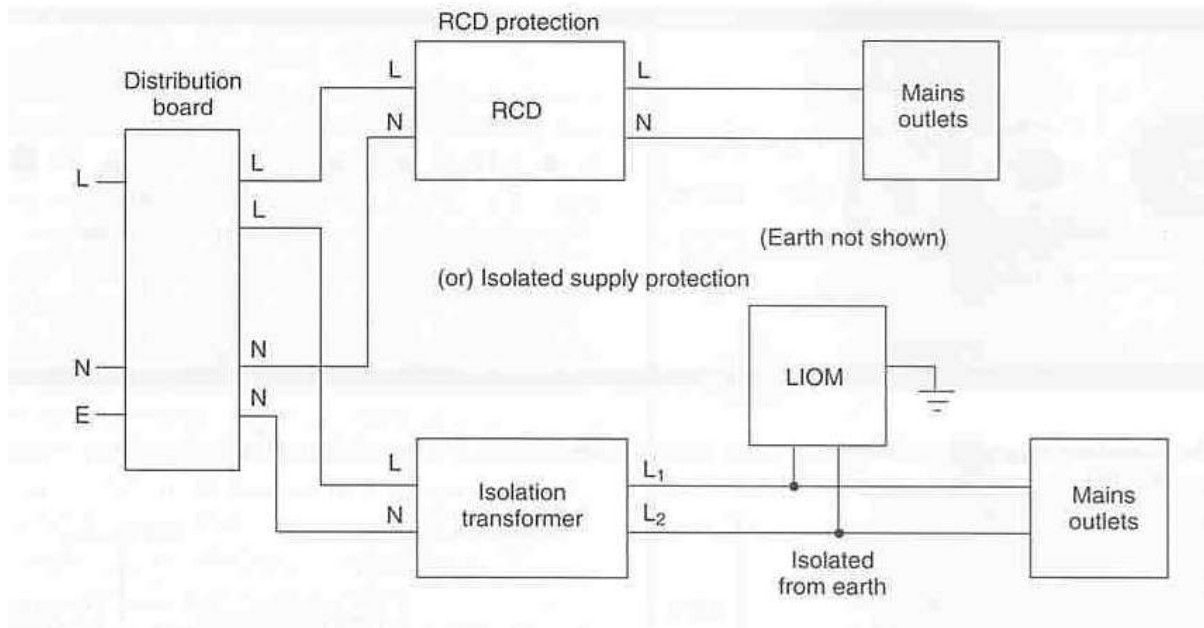 RCD protection
Distribution
board
L
N
RCD
L
N
Mains
outlets
L
N
E
L
L
N
N
(Earth not shown)
(or) Isolated supply protection
LIOM
L
N
Isolation
transformer
L1
L2
Mains
outlets
Isolated
from earth